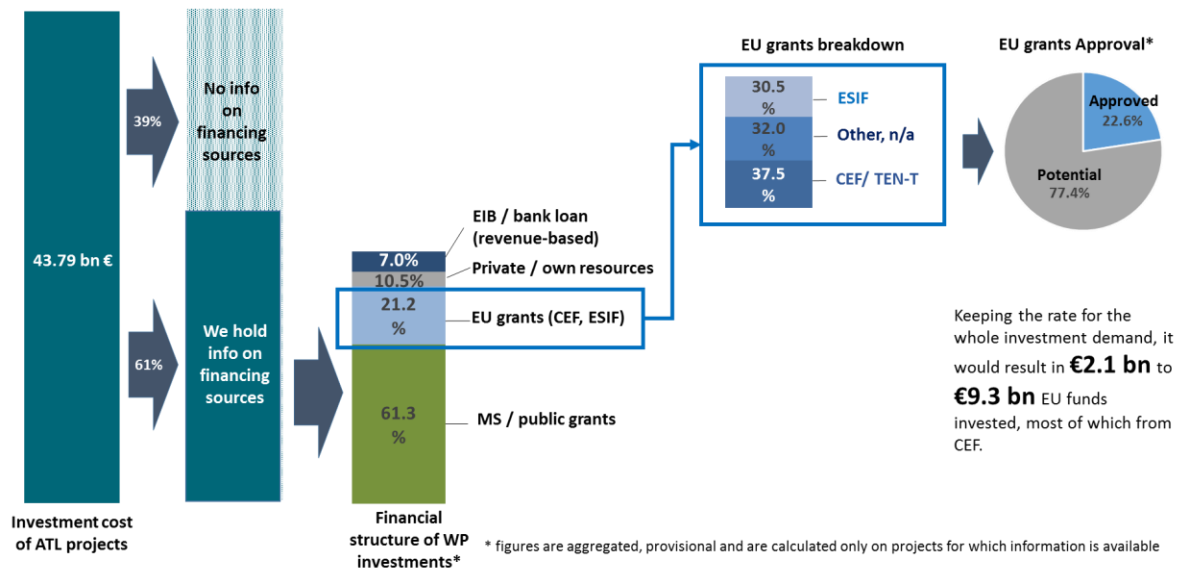 43.79 bn €
Investment cost
of ATL projects
39%
61%
No info
on
financing
sources
We hold
info on
financing
sources
7.0%
10.5%
21.2
%
61.3
%
EIB / bank loan
(revenue-based)
Private / own resources
EU grants (CEF, ESIF)
MS / public grants
Financial
structure of WP
investments*
EU grants breakdown
30.5
%
ESIF
32.0
%
Other, n/a
37.5
%
CEF/ TEN-T
EU grants Approval*
Approved
22.6%
Potential
77.4%
Keeping the rate for the
whole investment demand, it
would result in €2.1 bn to
€9.3 bn EU funds
invested, most of which from
CEF.
* figures are aggregated, provisional and are calculated only on projects for which information is available